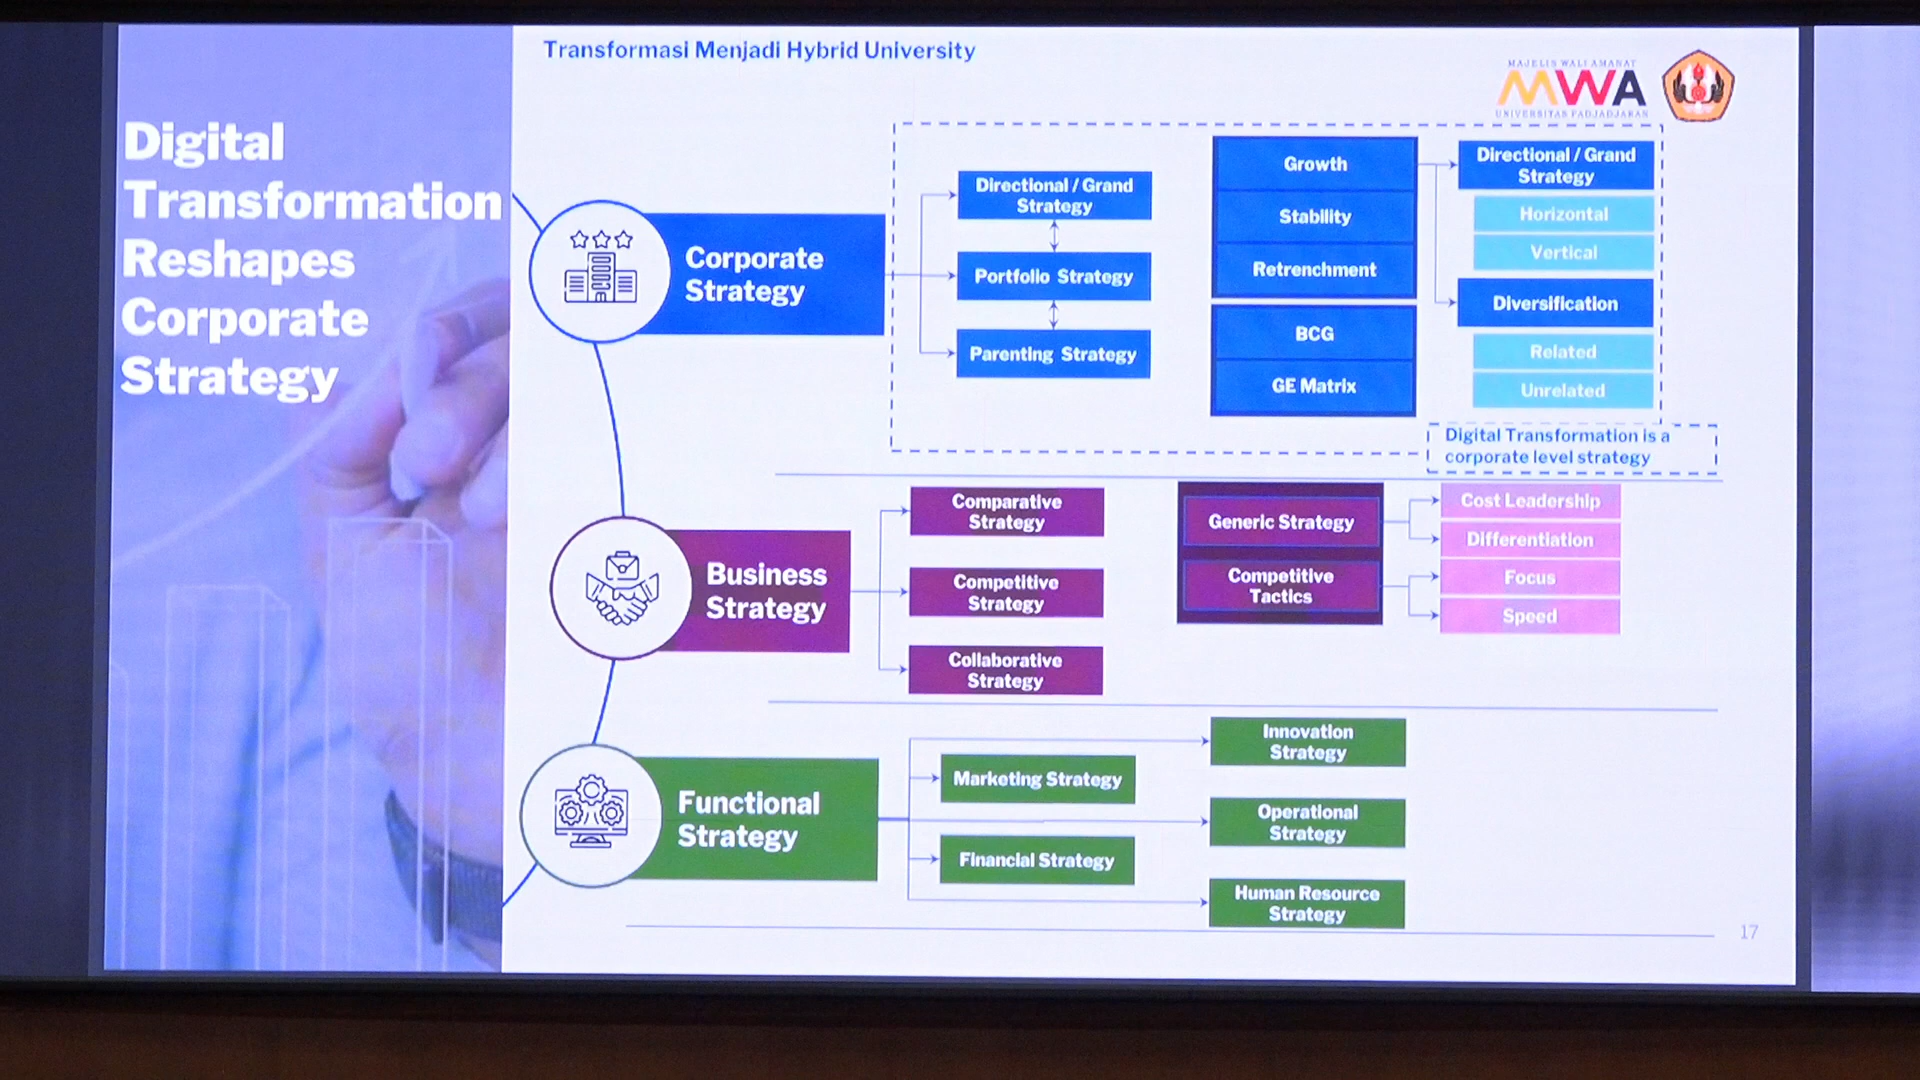 Transformasi Menjadi Hybrid University
MAJELIS WALI AMANAT
MWA
UNIVERSITAS PADJADJARAN
Digital
Transformation
Reshapes
Corporate
Strategy
Corporate
Strategy
Directional / Grand
Strategy
Portfolio Strategy
Parenting Strategy
Growth
Stability
Retrenchment
BCG
GE Matrix
Directional / Grand
Strategy
Horizontal
Vertical
Diversification
Related
Unrelated
Digital Transformation is a
corporate level strategy
Business
Strategy
Comparative
Strategy
Competitive
Strategy
Collaborative
Strategy
Generic Strategy
Competitive
Tactics
Cost Leadership
Differentiation
Focus
Speed
Functional
Strategy
Marketing Strategy
Financial Strategy
Innovation
Strategy
Operational
Strategy
Human Resource
Strategy
17